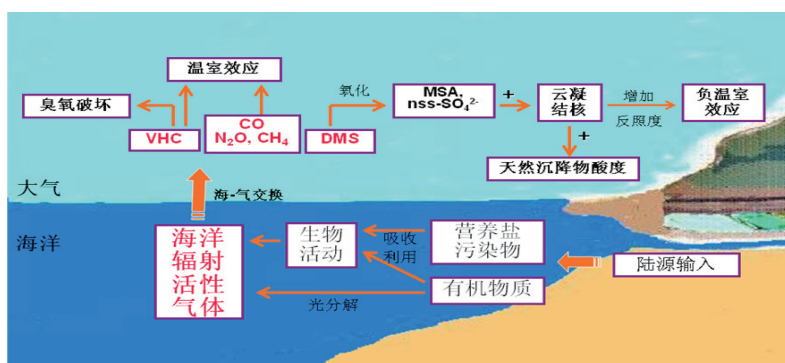 温室效应
臭氧破坏
VHC
CO
N₂O, CH₄
DMS
氧化
MSA,
nss-SO₄²⁻
+
云凝
结核
增加
反照度
负温室
效应
+
天然沉降物酸度
大气
海-气交换
海洋
海洋
辐射
活性
气体
生物
活动
吸收
利用
营养盐
污染物
陆源输入
有机物质
光分解